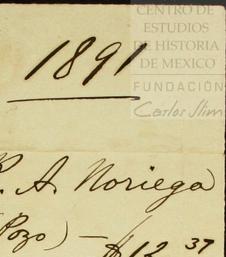 CENTRO DE
ESTUDIOS
DE HISTORIA
DE MEXICO
FUNDACIÓN
Carlos Slim
1891
P. A. Noriega
(Pozo) — $12 37